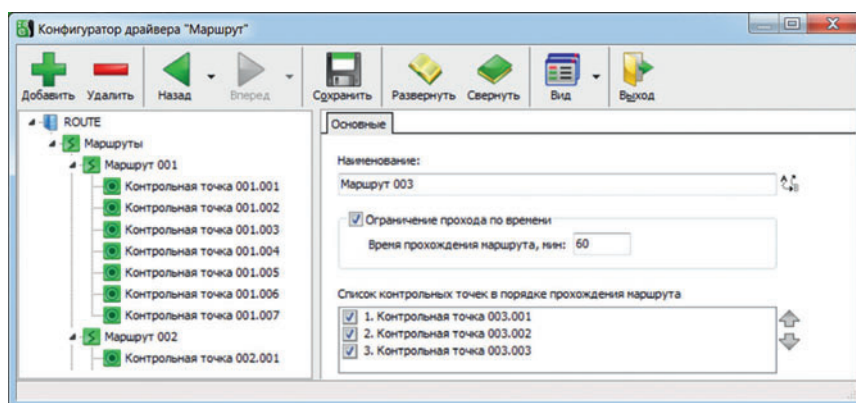 Конфигуратор драйвера "Маршрут"
Добавить Удалить Назад Вперед Сохранить Развернуть Свернуть Вид Выход
ROUTE
Маршруты
Маршрут 001
Контрольная точка 001.001
Контрольная точка 001.002
Контрольная точка 001.003
Контрольная точка 001.004
Контрольная точка 001.005
Контрольная точка 001.006
Контрольная точка 001.007
Маршрут 002
Контрольная точка 002.001
Основные
Наименование:
Маршрут 003
Ограничение прохода по времени
Время прохождения маршрута, мин: 60
Список контрольных точек в порядке прохождения маршрута
1. Контрольная точка 003.001
2. Контрольная точка 003.002
3. Контрольная точка 003.003